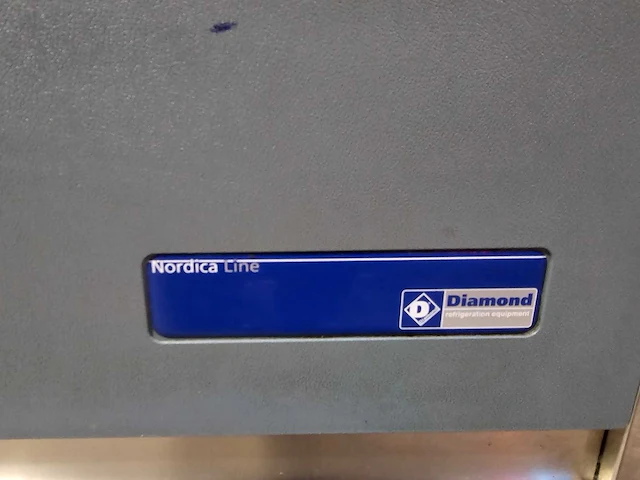 Nordica Line
D
Diamond
refrigeration equipment